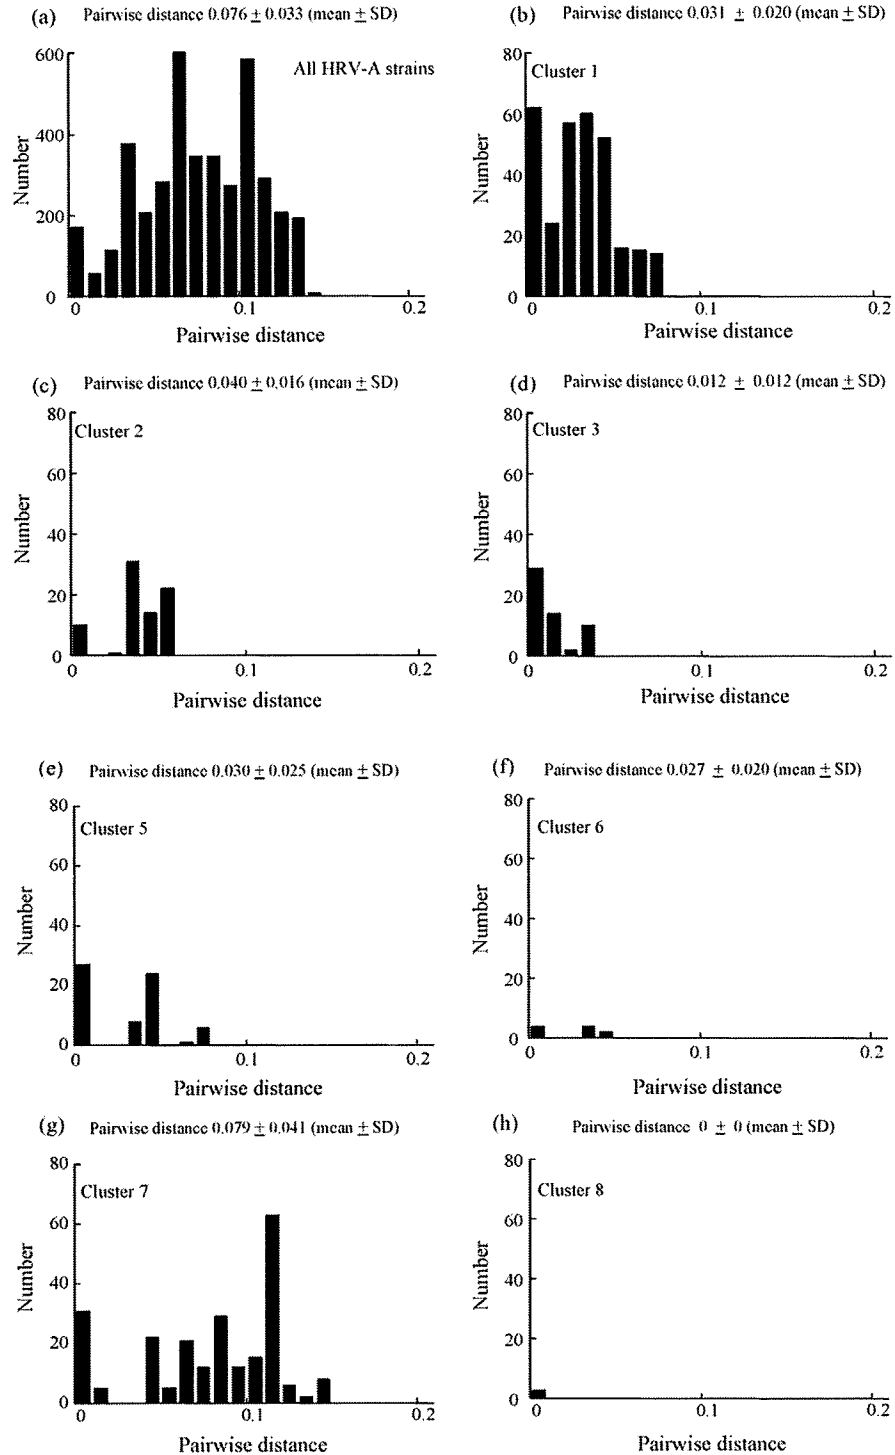 (a) Pairwise distance 0.076 ± 0.033 (mean ± SD)
All HRV-A strains
Number
600
400
200
0
0 0.1 0.2
Pairwise distance
(b) Pairwise distance 0.031 ± 0.020 (mean ± SD)
Cluster 1
Number
80
60
40
20
0
0 0.1 0.2
Pairwise distance
(c) Pairwise distance 0.040 ± 0.016 (mean ± SD)
Cluster 2
Number
80
60
40
20
0
0 0.1 0.2
Pairwise distance
(d) Pairwise distance 0.012 ± 0.012 (mean ± SD)
Cluster 3
Number
80
60
40
20
0
0 0.1 0.2
Pairwise distance
(e) Pairwise distance 0.030 ± 0.025 (mean ± SD)
Cluster 5
Number
80
60
40
20
0
0 0.1 0.2
Pairwise distance
(f) Pairwise distance 0.027 ± 0.020 (mean ± SD)
Cluster 6
Number
80
60
40
20
0
0 0.1 0.2
Pairwise distance
(g) Pairwise distance 0.079 ± 0.041 (mean ± SD)
Cluster 7
Number
80
60
40
20
0
0 0.1 0.2
Pairwise distance
(h) Pairwise distance 0 ± 0 (mean ± SD)
Cluster 8
Number
80
60
40
20
0
0 0.1 0.2
Pairwise distance